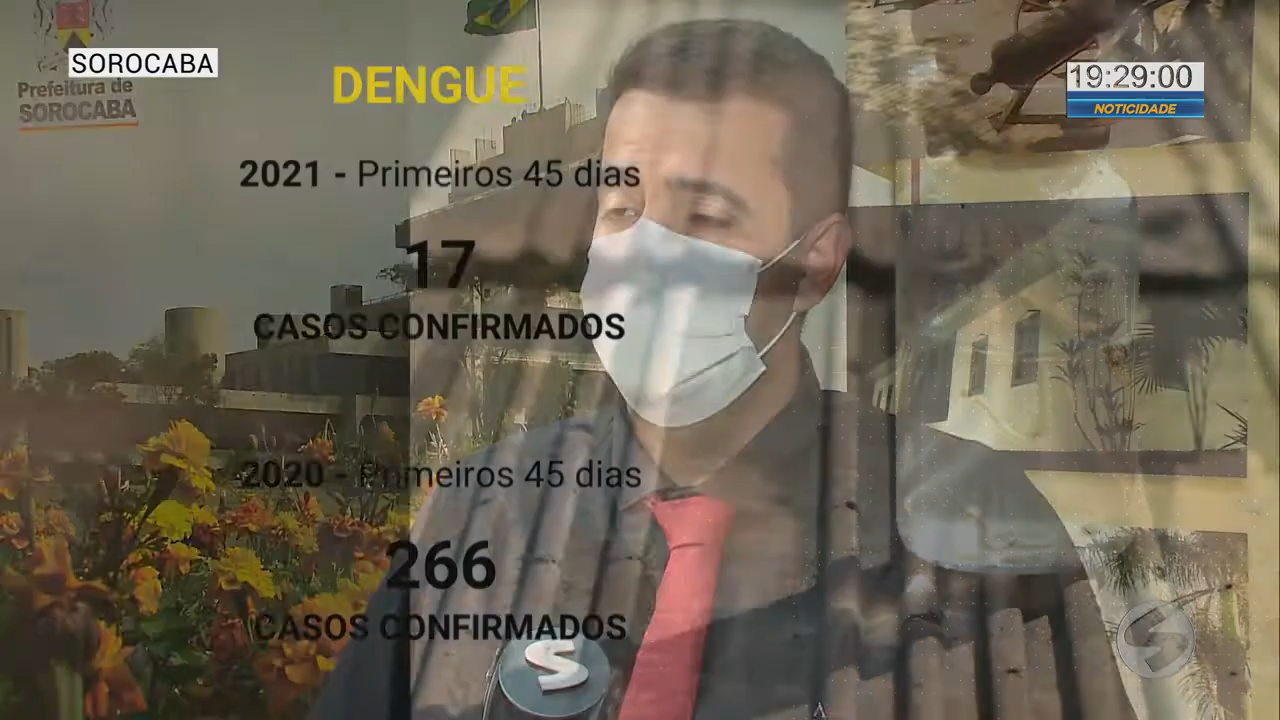 SOROCABA
Prefeitura de
SOROCABA
DENGUE
19:29:00
NOTICIDADE
2021 - Primeiros 45 dias
17
CASOS CONFIRMADOS
2020 - Primeiros 45 dias
266
CASOS CONFIRMADOS
S
S